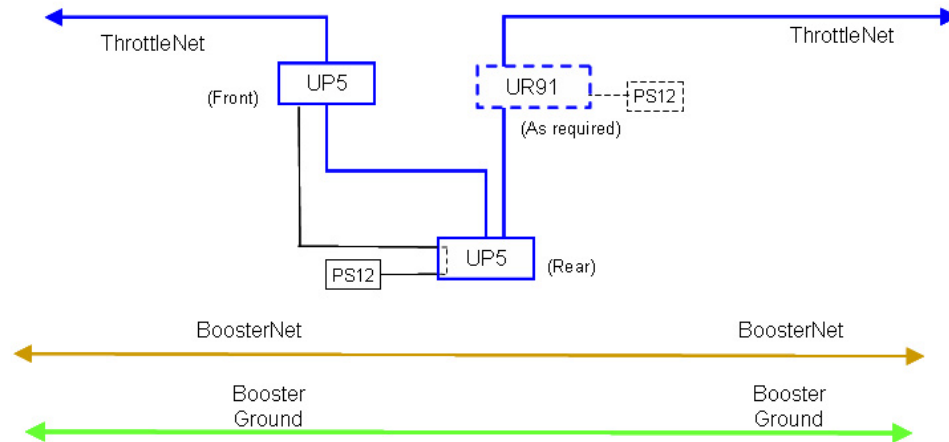 ThrottleNet
ThrottleNet
(Front)
UP5
UR91
PS12
(As required)
UP5
(Rear)
PS12
BoosterNet
BoosterNet
Booster
Ground
Booster
Ground